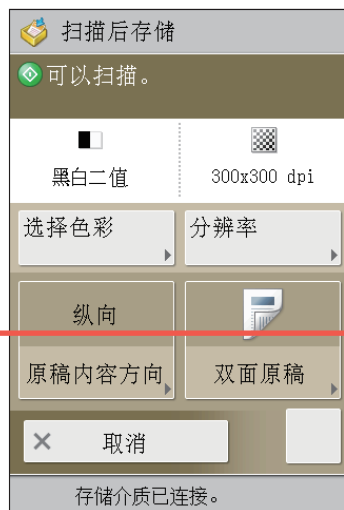 扫描后存储
可以扫描。
黑白二值
300x300 dpi
选择色彩
分辨率
纵向
原稿内容方向
双面原稿
取消
存储介质已连接。